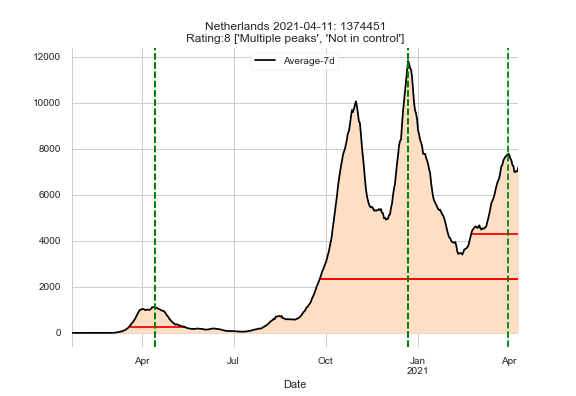 Netherlands 2021-04-11: 1374451
Rating:8 ['Multiple peaks', 'Not in control']
Average-7d
12000
10000
8000
6000
4000
2000
0
Apr
Jul
Oct
Jan
2021
Apr
Date